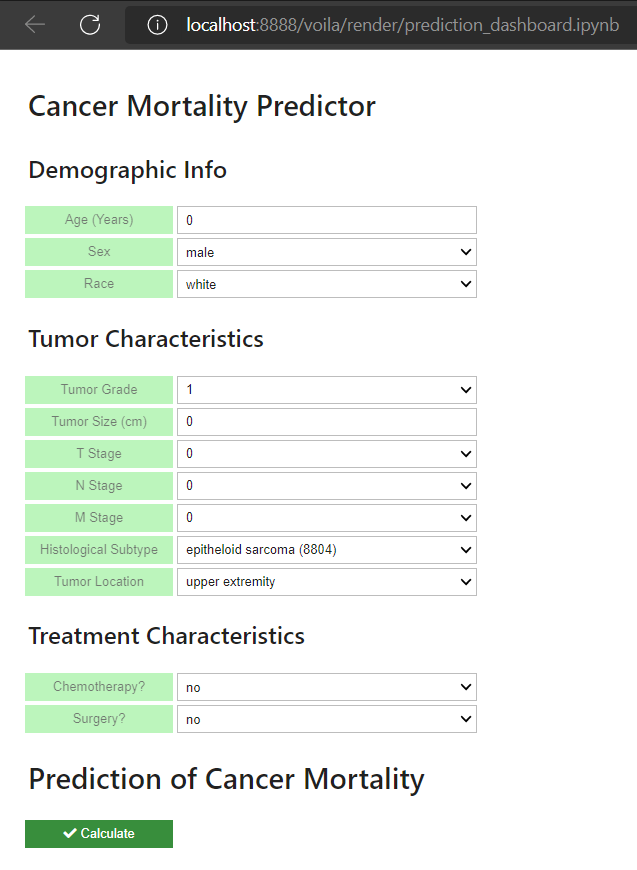 localhost:8888/voila/render/prediction_dashboard.ipynb
Cancer Mortality Predictor
Demographic Info
Age (Years) 0
Sex male
Race white
Tumor Characteristics
Tumor Grade 1
Tumor Size (cm) 0
T Stage 0
N Stage 0
M Stage 0
Histological Subtype epitheloid sarcoma (8804)
Tumor Location upper extremity
Treatment Characteristics
Chemotherapy? no
Surgery? no
Prediction of Cancer Mortality
Calculate